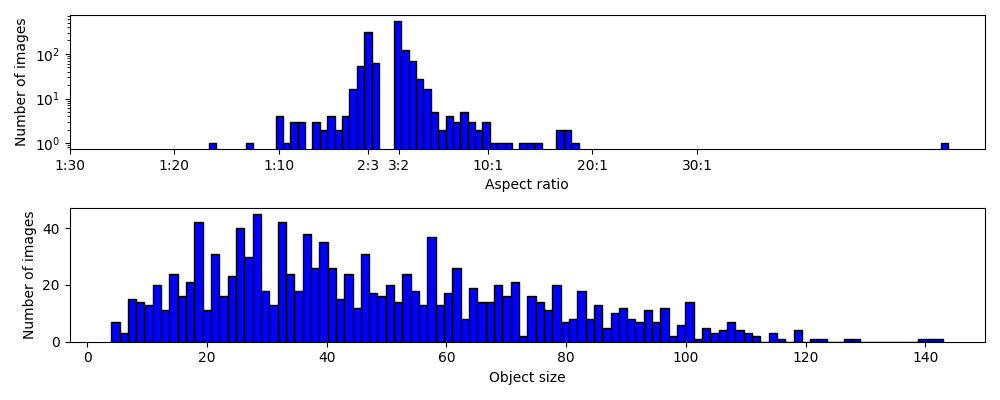 Number of images
10²
10¹
10⁰
1:30 1:20 1:10 2:3 3:2 10:1 20:1 30:1
Aspect ratio
Number of images
40
20
0
0 20 40 60 80 100 120 140
Object size